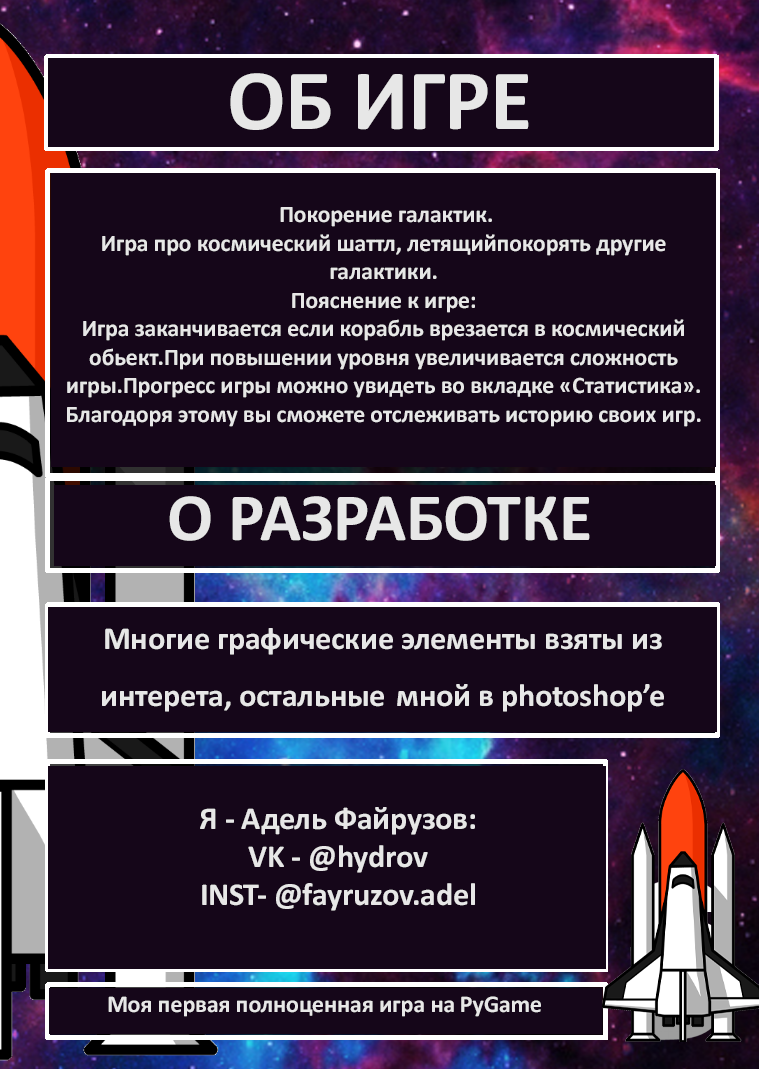 ОБ ИГРЕ
Покорение галактик.
Игра про космический шаттл, летящийпокорять другие
галактики.
Пояснение к игре:
Игра заканчивается если корабль врезается в космический
обьект.При повышении уровня увеличивается сложность
игры.Прогресс игры можно увидеть во вкладке «Статистика».
Благодоря этому вы сможете отслеживать историю своих игр.
О РАЗРАБОТКЕ
Многие графические элементы взяты из
интерета, остальные мной в photoshop’е
Я - Адель Файрузов:
VK - @hydrov
INST- @fayruzov.adel
Моя первая полноценная игра на PyGame